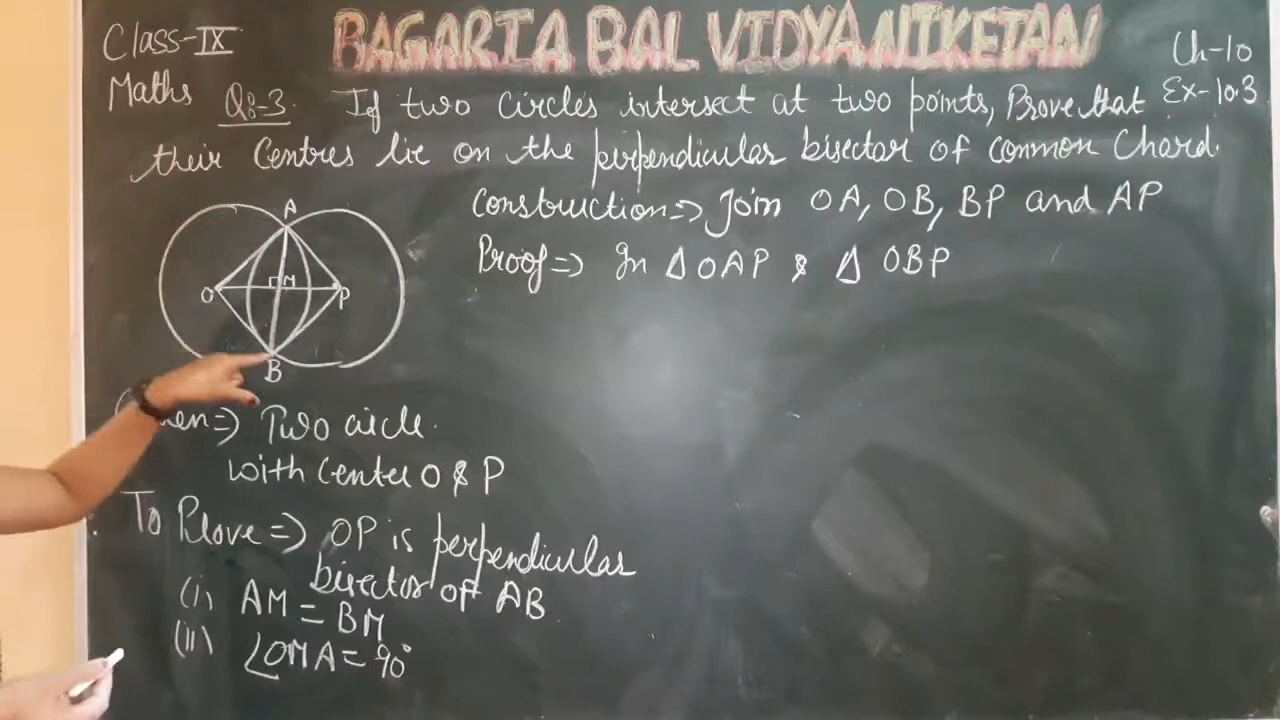 Class-IX
BAGARIA BAL VIDYA NIKETAN
Ch-10
Maths
Ex-10.3
Q:-3. If two circles intersect at two points, Prove that
their Centres lie on the perpendicular bisector of common Chord.
Construction=> Join OA, OB, BP and AP
Proof=> In Δ OAP & Δ OBP
A
O
M
P
B
=> Two circle.
with Center O & P
To Prove => OP is perpendicular
bisector of AB
(i) AM = BM
(ii) ∠OMA = 90°